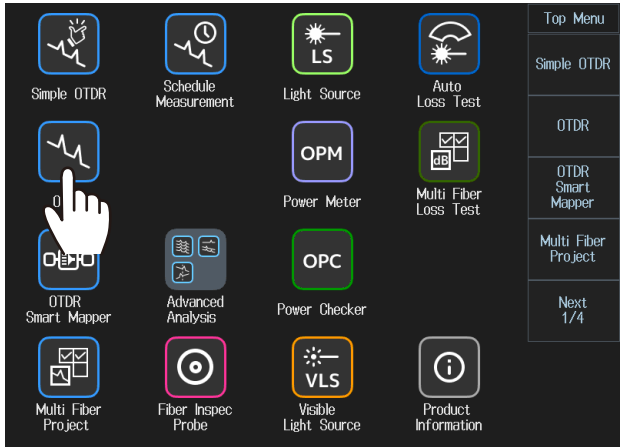 Top Menu
Simple OTDR
Schedule
Measurement
LS
Light Source
Auto
Loss Test
OPM
Power Meter
dB
Multi Fiber
Loss Test
OTDR
Smart Mapper
Advanced
Analysis
OPC
Power Checker
Multi Fiber
Project
Fiber Inspec
Probe
VLS
Visible
Light Source
Product
Information
Simple OTDR
OTDR
OTDR
Smart
Mapper
Multi Fiber
Project
Next
1/4